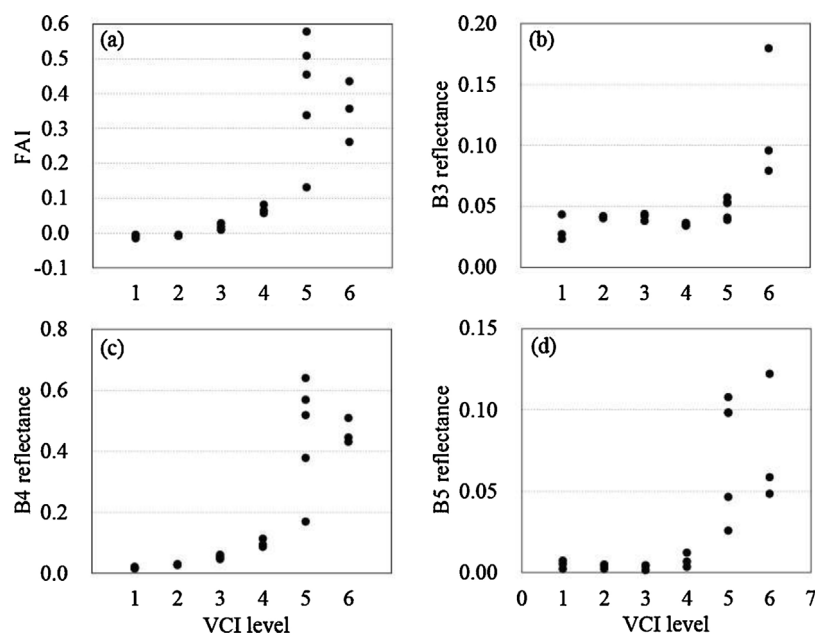 (a)
0.6
0.5
0.4
0.3
0.2
0.1
0.0
-0.1
FAI
1 2 3 4 5 6
(b)
0.20
0.15
0.10
0.05
0.00
B3 reflectance
1 2 3 4 5 6
(c)
0.8
0.6
0.4
0.2
0.0
B4 reflectance
1 2 3 4 5 6
VCI level
(d)
0.15
0.10
0.05
0.00
B5 reflectance
0 1 2 3 4 5 6 7
VCI level